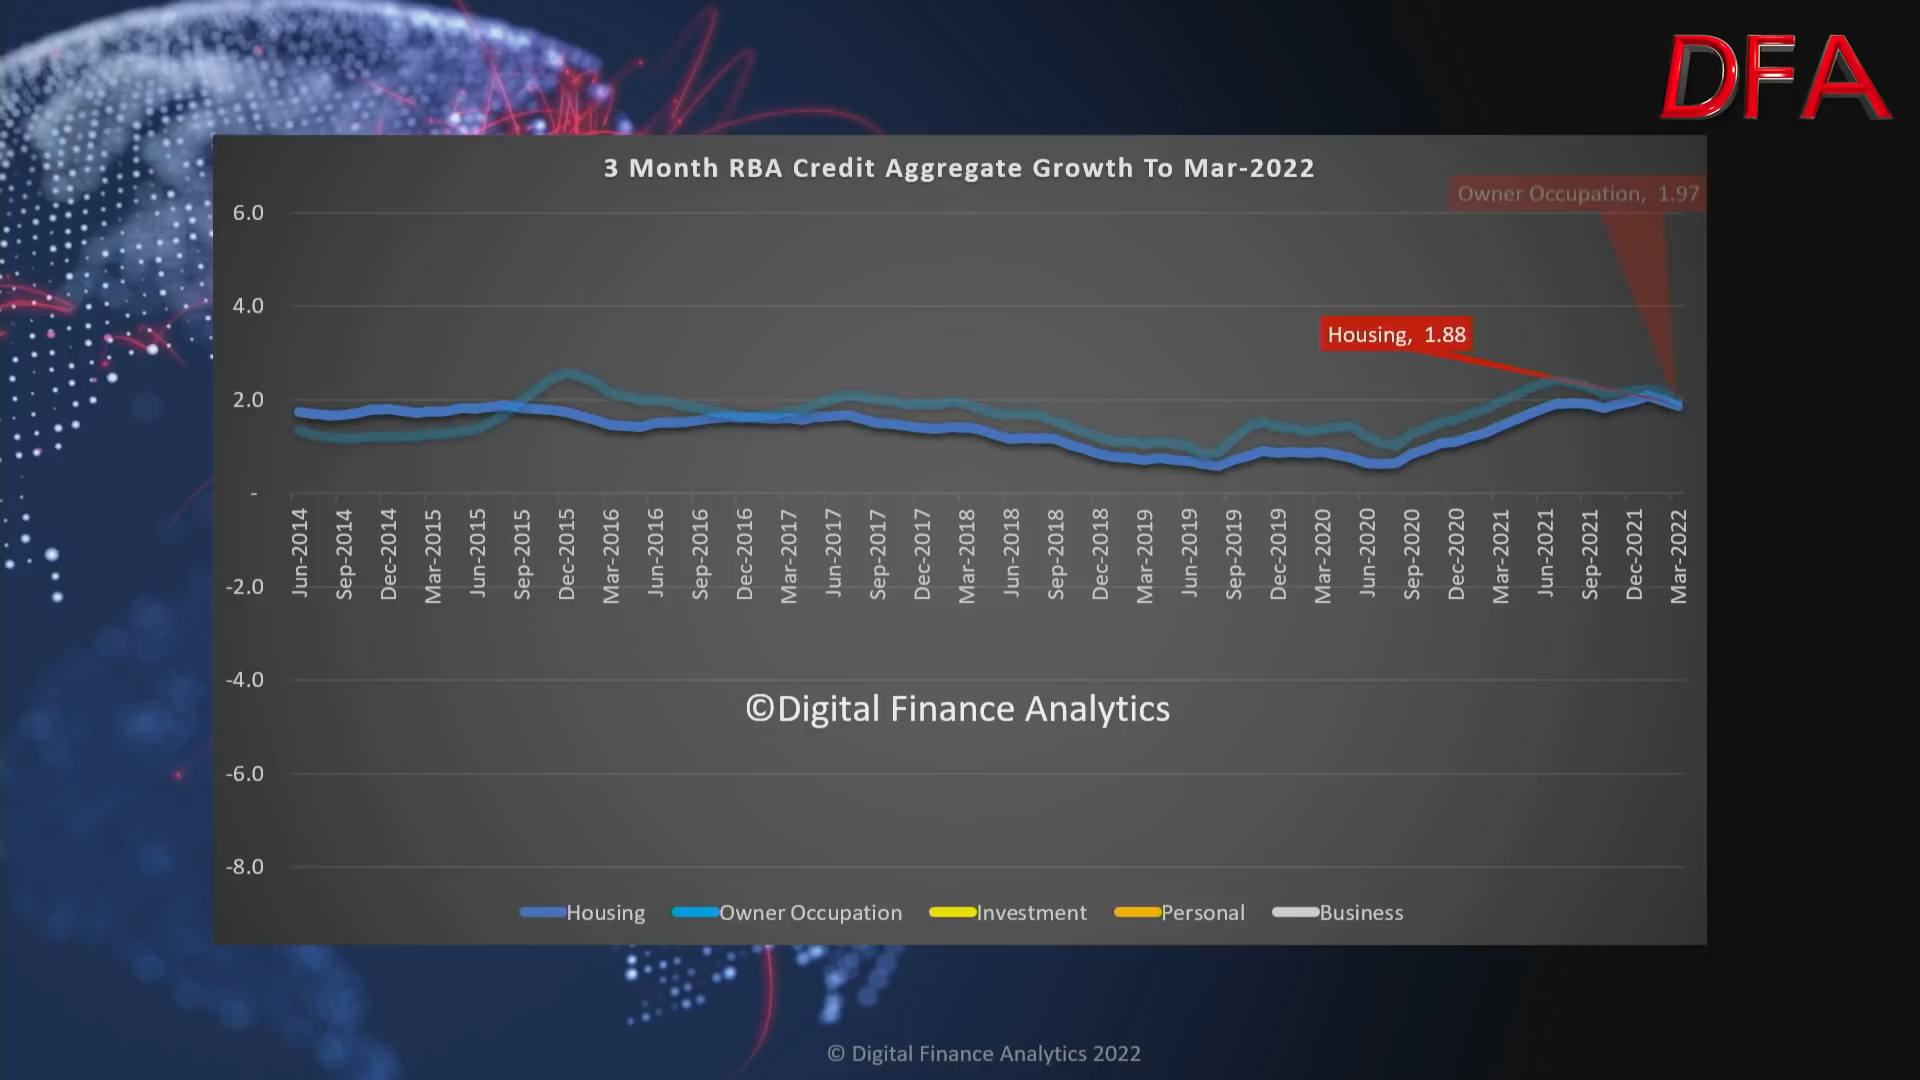 DFA
3 Month RBA Credit Aggregate Growth To Mar-2022
Owner Occupation, 1.97
6.0
4.0
Housing, 1.88
2.0
-
Jun-2014
Sep-2014
Dec-2014
Mar-2015
Jun-2015
Sep-2015
Dec-2015
Mar-2016
Jun-2016
Sep-2016
Dec-2016
Mar-2017
Jun-2017
Sep-2017
Dec-2017
Mar-2018
Jun-2018
Sep-2018
Dec-2018
Mar-2019
Jun-2019
Sep-2019
Dec-2019
Mar-2020
Jun-2020
Sep-2020
Dec-2020
Mar-2021
Jun-2021
Sep-2021
Dec-2021
Mar-2022
-2.0
-4.0
©Digital Finance Analytics
-6.0
-8.0
Housing Owner Occupation Investment Personal Business
© Digital Finance Analytics 2022